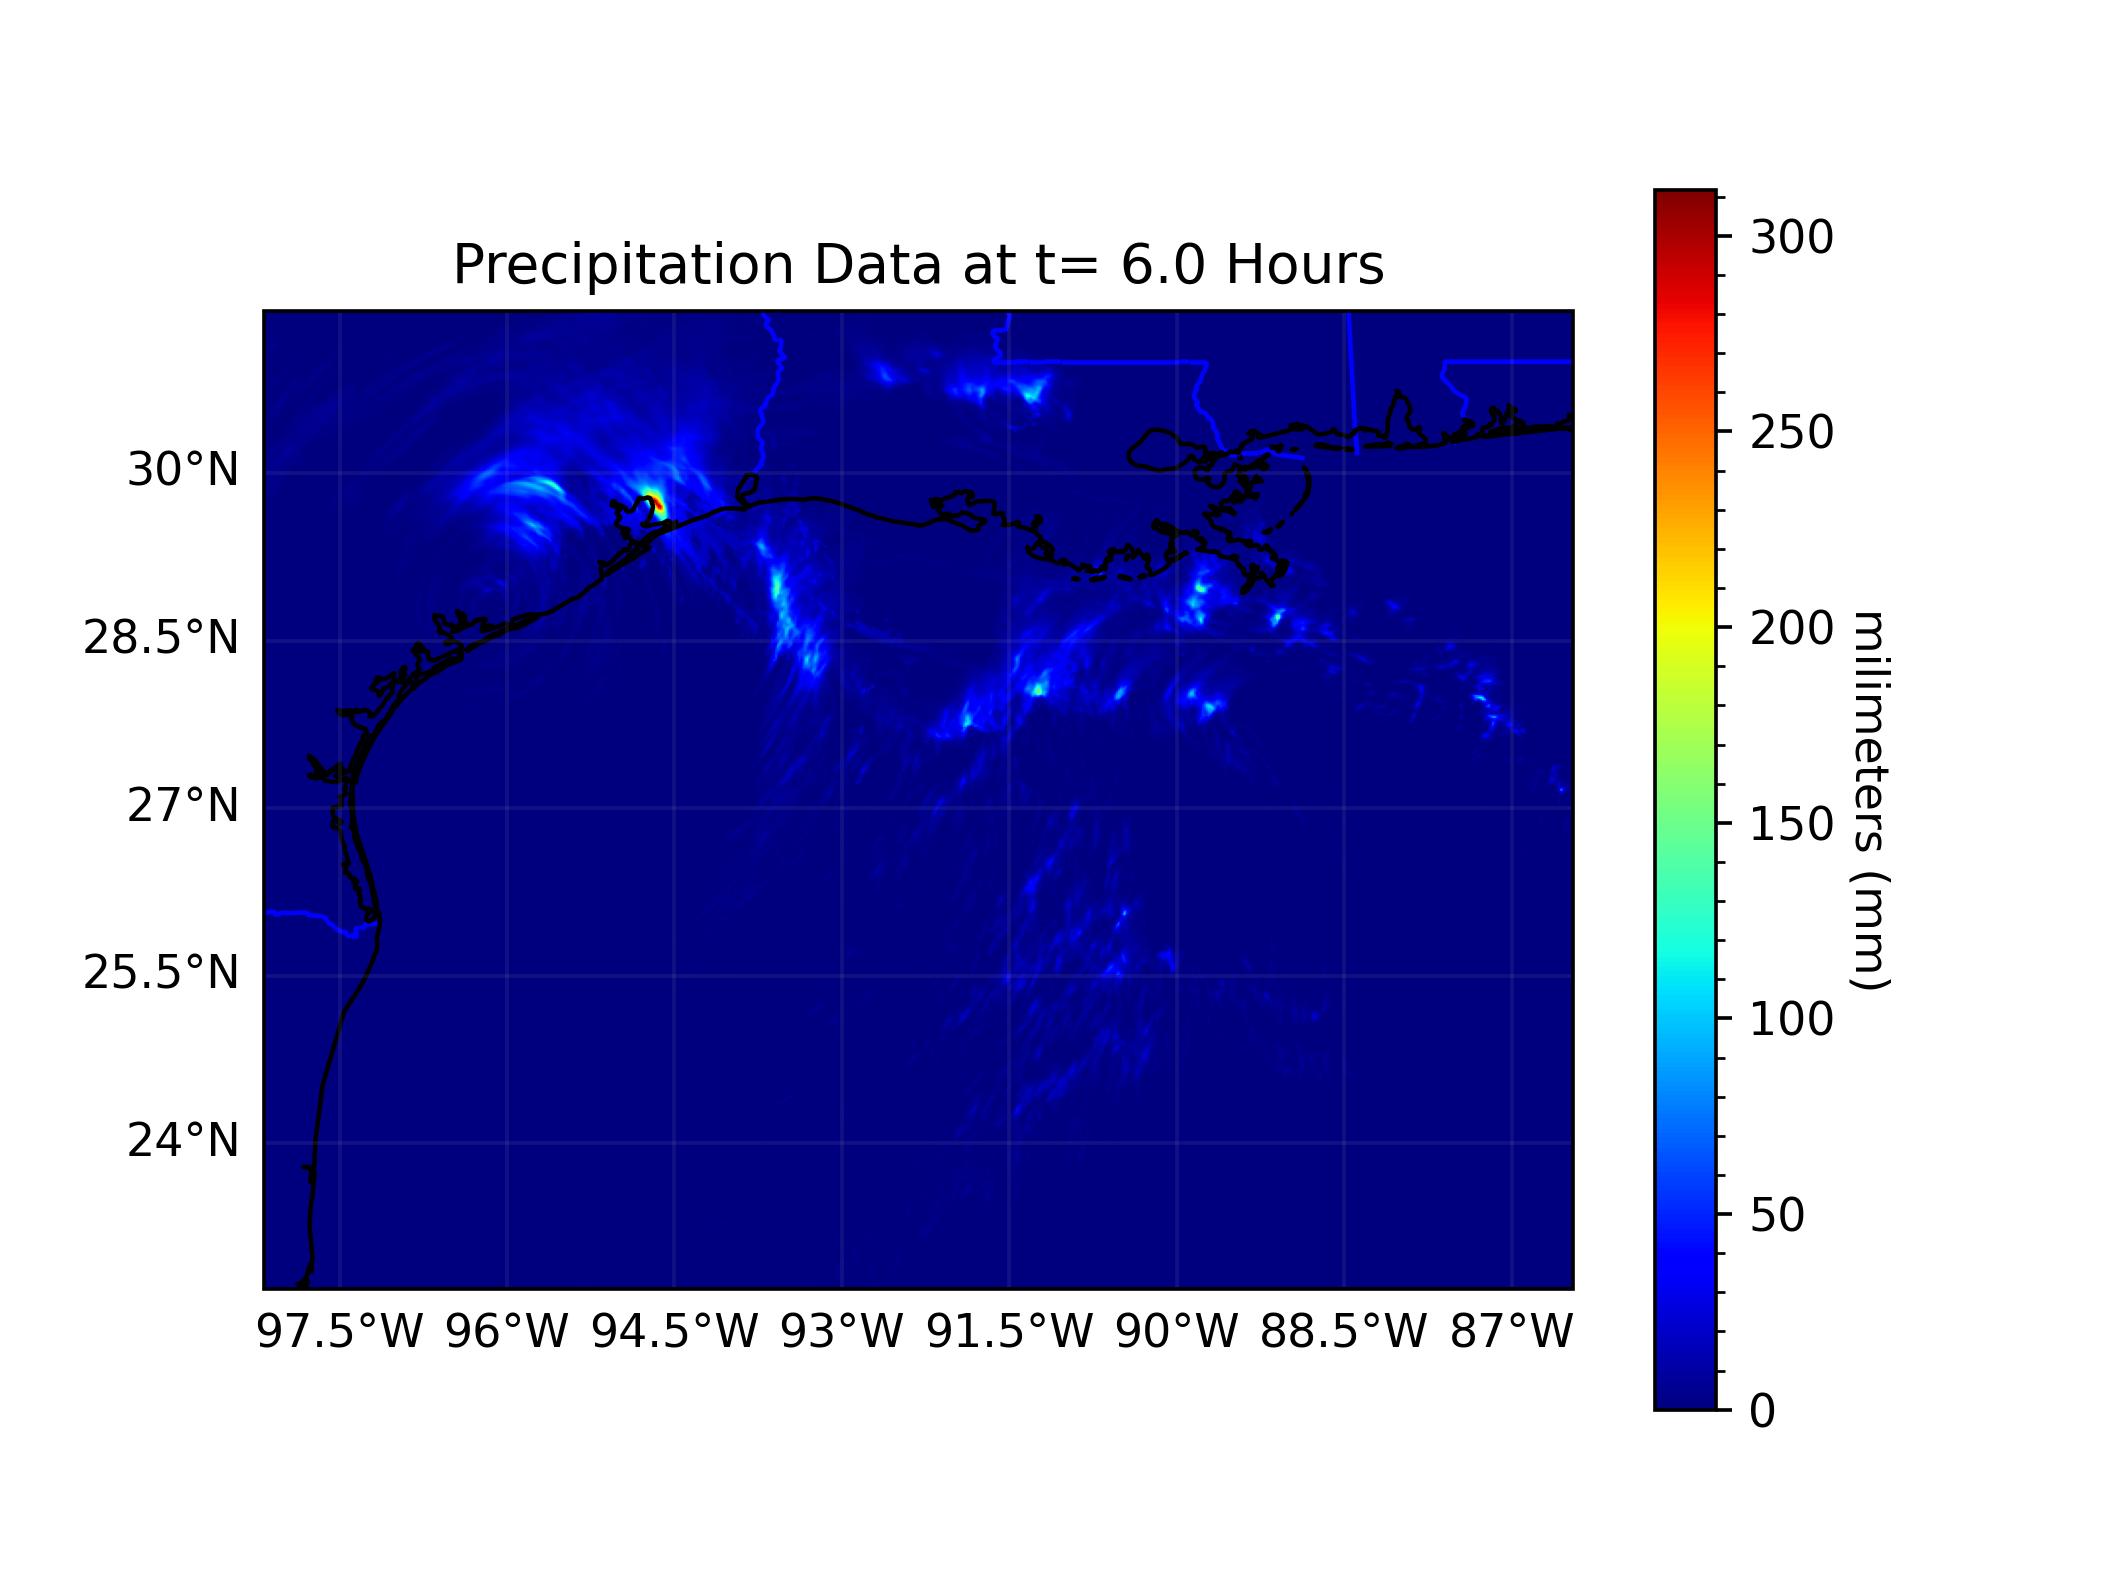 Precipitation Data at t= 6.0 Hours
30°N
28.5°N
27°N
25.5°N
24°N
97.5°W 96°W 94.5°W 93°W 91.5°W 90°W 88.5°W 87°W
300
250
200
150
100
50
0
millimeters (mm)